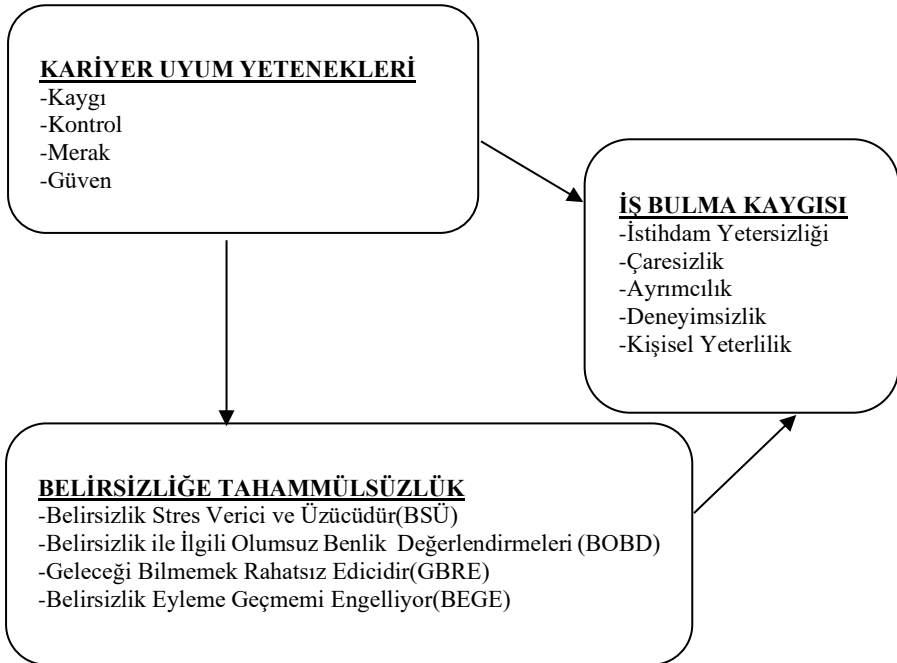 KARİYER UYUM YETENEKLERİ
-Kaygı
-Kontrol
-Merak
-Güven
İŞ BULMA KAYGISI
-İstihdam Yetersizliği
-Çaresizlik
-Ayrımcılık
-Deneyimsizlik
-Kişisel Yeterlilik
BELİRSİZLİĞE TAHAMMÜLSÜZLÜK
-Belirsizlik Stres Verici ve Üzücüdür(BSÜ)
-Belirsizlik ile İlgili Olumsuz Benlik Değerlendirmeleri (BOBD)
-Geleceği Bilmemek Rahatsız Edicidir(GBRE)
-Belirsizlik Eyleme Geçmemi Engelliyor(BEGE)